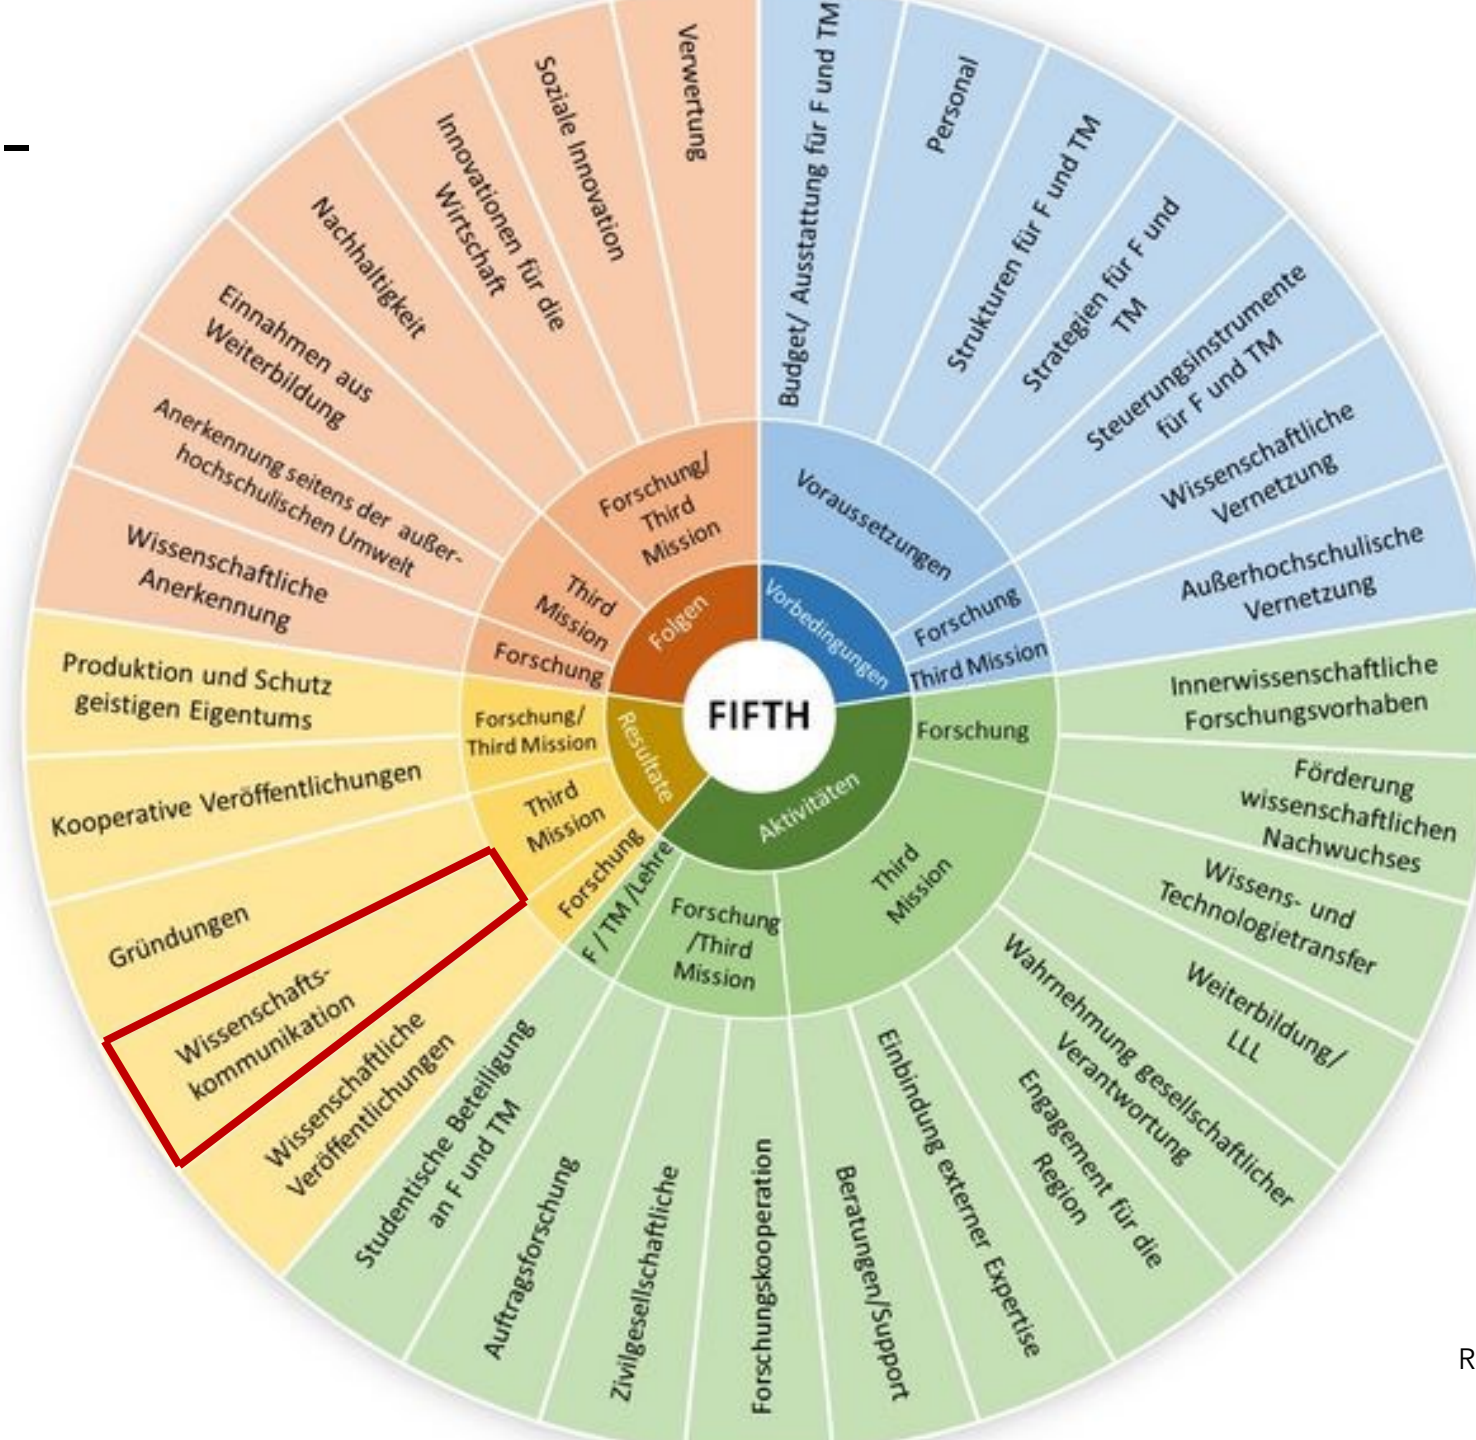 –
FIFTH
Vorbedingungen
Voraussetzungen
Budget/ Ausstattung für F und TM
Personal
Strukturen für F und TM
Strategien für F und
TM
Steuerungsinstrumente
für F und TM
Forschung
Wissenschaftliche
Vernetzung
Third Mission
Außerhochschulische
Vernetzung
Aktivitäten
Forschung
Innerwissenschaftliche
Forschungsvorhaben
Förderung
wissenschaftlichen
Nachwuchses
Third
Mission
Wissens- und
Technologietransfer
Weiterbildung/
LLL
Wahrnehmung gesellschaftlicher
Verantwortung
Engagement für die
Region
Einbindung externer Expertise
Beratungen/Support
Forschung
/Third
Mission
Forschungskooperation
Zivilgesellschaftliche
Auftragsforschung
F / TM /Lehre
Studentische Beteiligung
an F und TM
Resultate
Forschung
Wissenschaftliche
Veröffentlichungen
Third
Mission
Wissenschafts-
kommunikation
Gründungen
Forschung/
Third Mission
Kooperative Veröffentlichungen
Produktion und Schutz
geistigen Eigentums
Folgen
Forschung
Wissenschaftliche
Anerkennung
Third
Mission
Anerkennung seitens der außer-
hochschulischen Umwelt
Einnahmen aus
Weiterbildung
Forschung/
Third
Mission
Nachhaltigkeit
Innovationen für die
Wirtschaft
Soziale Innovation
Verwertung
R